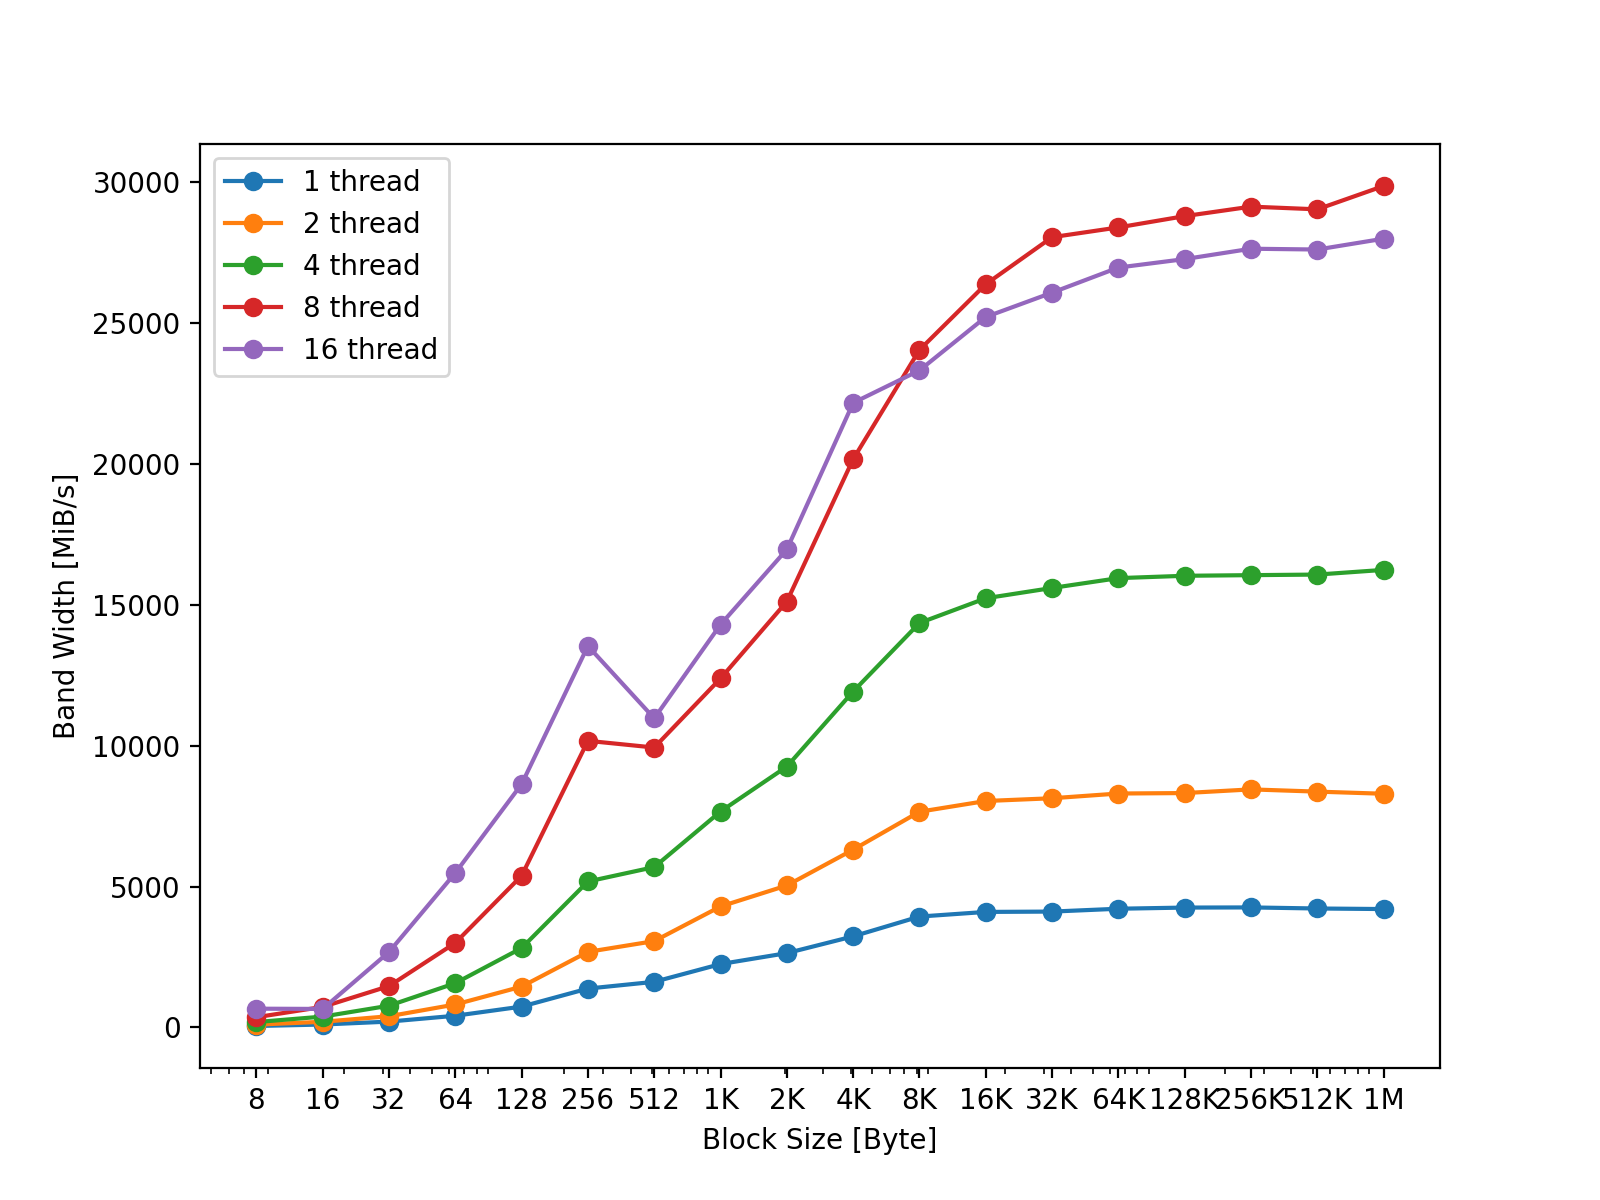 1 thread
2 thread
4 thread
8 thread
16 thread
30000
25000
20000
15000
10000
5000
0
Band Width [MiB/s]
8 16 32 64 128 256 512 1K 2K 4K 8K 16K 32K 64K 128K 256K 512K 1M
Block Size [Byte]